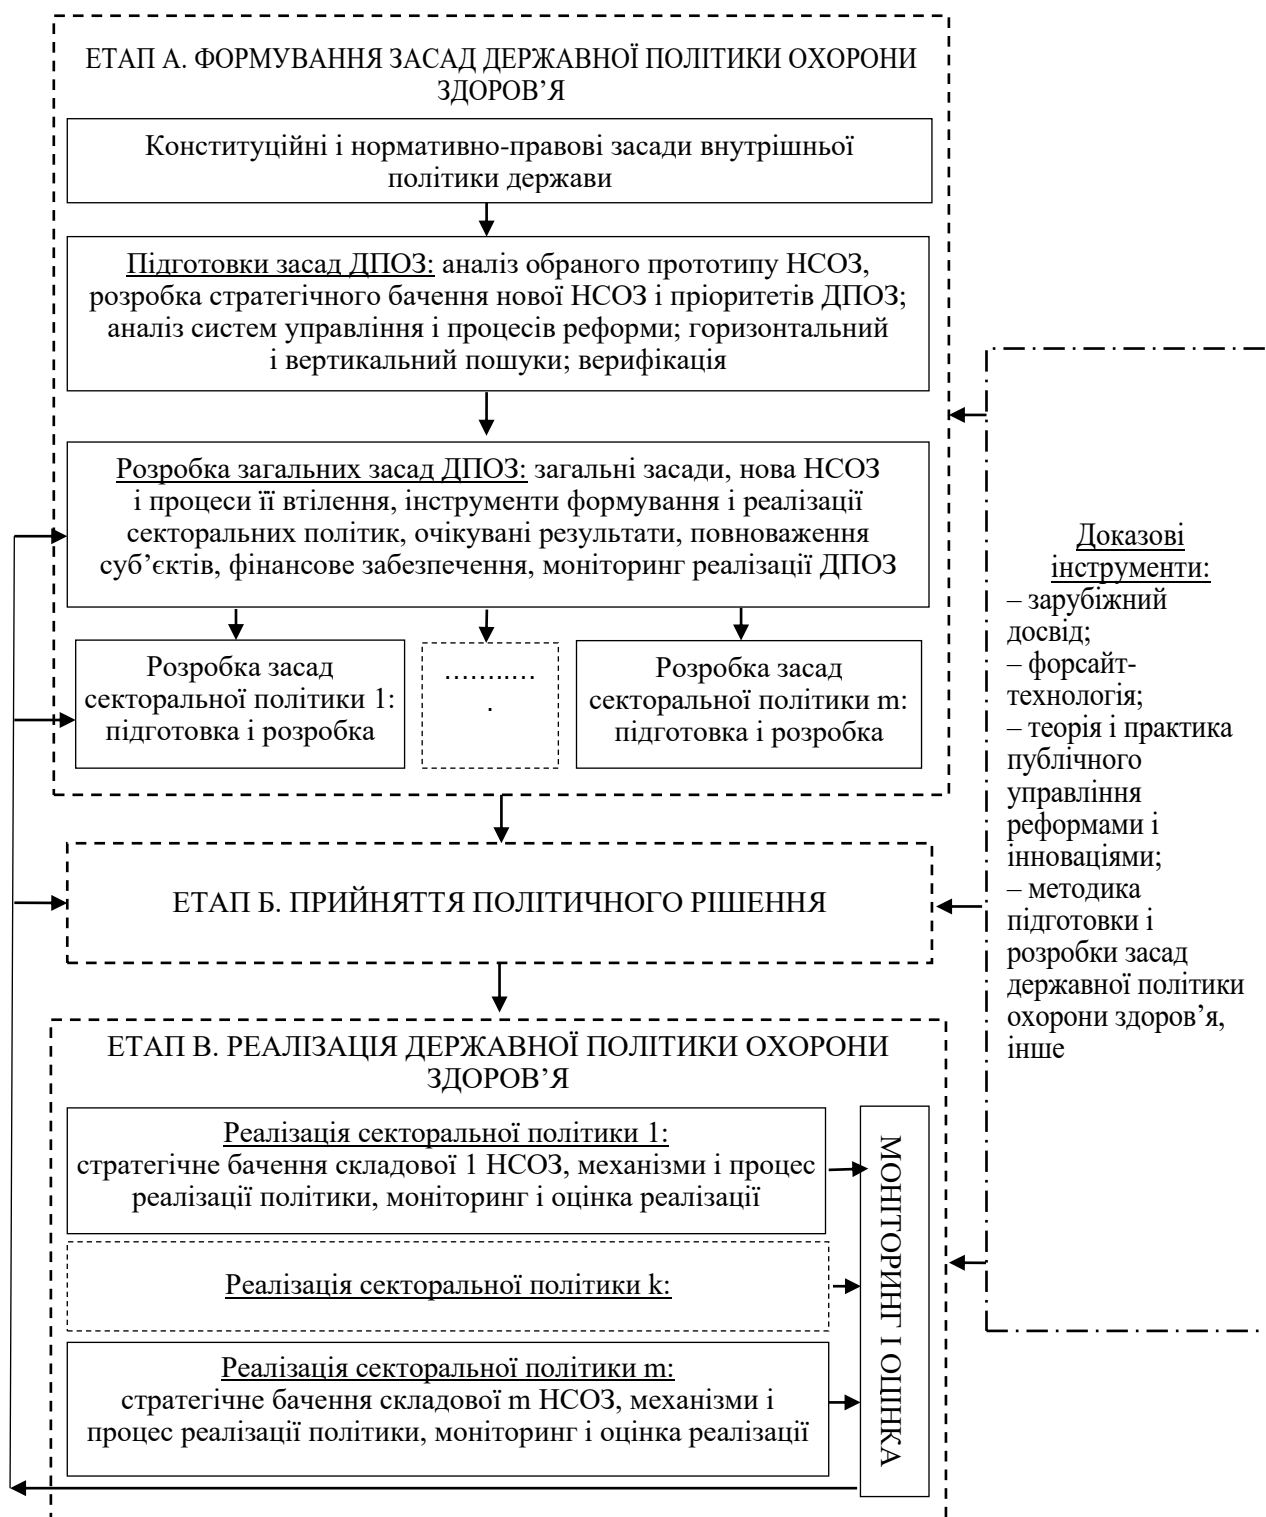 ЕТАП А. ФОРМУВАННЯ ЗАСАД ДЕРЖАВНОЇ ПОЛІТИКИ ОХОРОНИ
ЗДОРОВ’Я
Конституційні і нормативно-правові засади внутрішньої
політики держави
Підготовки засад ДПОЗ: аналіз обраного прототипу НСОЗ,
розробка стратегічного бачення нової НСОЗ і пріоритетів ДПОЗ;
аналіз систем управління і процесів реформи; горизонтальний
і вертикальний пошуки; верифікація
Розробка загальних засад ДПОЗ: загальні засади, нова НСОЗ
і процеси її втілення, інструменти формування і реалізації
секторальних політик, очікувані результати, повноваження
суб’єктів, фінансове забезпечення, моніторинг реалізації ДПОЗ
Розробка засад
секторальної політики 1:
підготовка і розробка
...........
.
Розробка засад
секторальної політики m:
підготовка і розробка
ЕТАП Б. ПРИЙНЯТТЯ ПОЛІТИЧНОГО РІШЕННЯ
ЕТАП В. РЕАЛІЗАЦІЯ ДЕРЖАВНОЇ ПОЛІТИКИ ОХОРОНИ
ЗДОРОВ’Я
Реалізація секторальної політики 1:
стратегічне бачення складової 1 НСОЗ, механізми і процес
реалізації політики, моніторинг і оцінка реалізації
Реалізація секторальної політики k:
Реалізація секторальної політики m:
стратегічне бачення складової m НСОЗ, механізми і
процес реалізації політики, моніторинг і оцінка реалізації
МОНІТОРИНГ І ОЦІНКА
Доказові
інструменти:
– зарубіжний
досвід;
– форсайт-
технологія;
– теорія і практика
публічного
управління
реформами і
інноваціями;
– методика
підготовки і
розробки засад
державної політики
охорони здоров’я,
інше